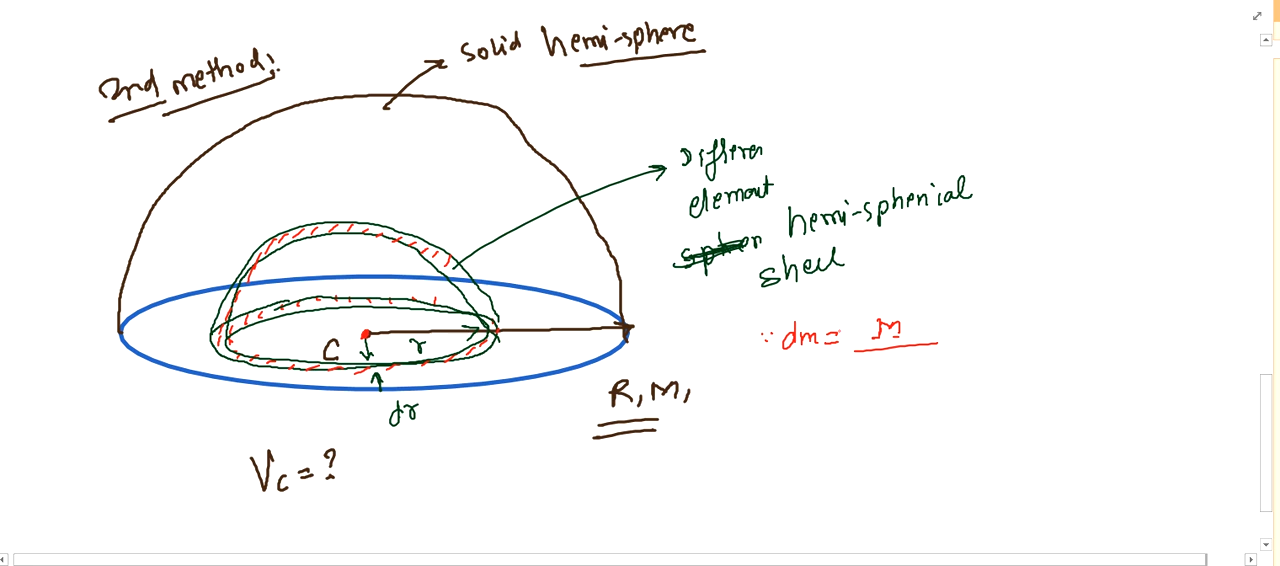 2nd method:
solid hemi-sphere
Differen
element
hemi-spherical
shell
∵ dm = M
C
r
dr
R, M,
Vc = ?